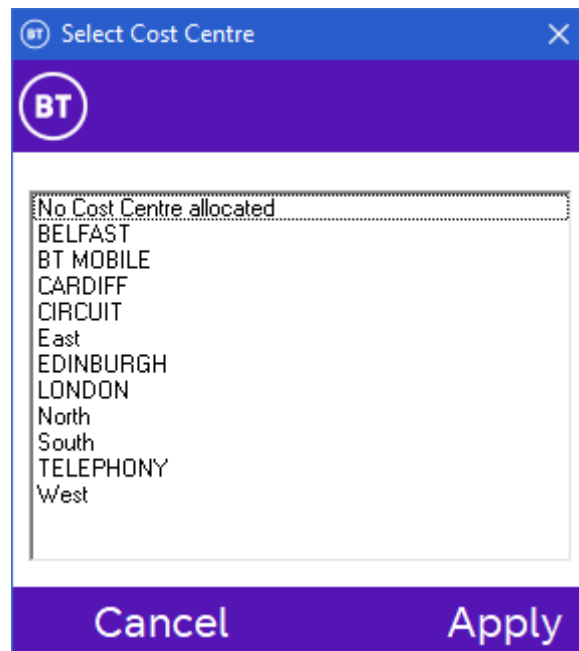 BT Select Cost Centre
BT
No Cost Centre allocated
BELFAST
BT MOBILE
CARDIFF
CIRCUIT
East
EDINBURGH
LONDON
North
South
TELEPHONY
West
Cancel Apply